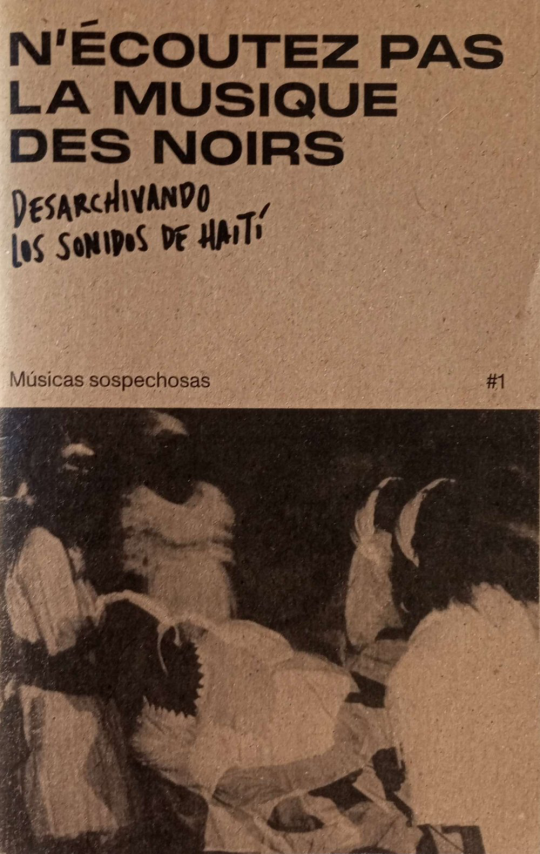 N'ÉCOUTEZ PAS
LA MUSIQUE
DES NOIRS
DESARCHIVANDO
LOS SONIDOS DE HAITÍ
Músicas sospechosas #1